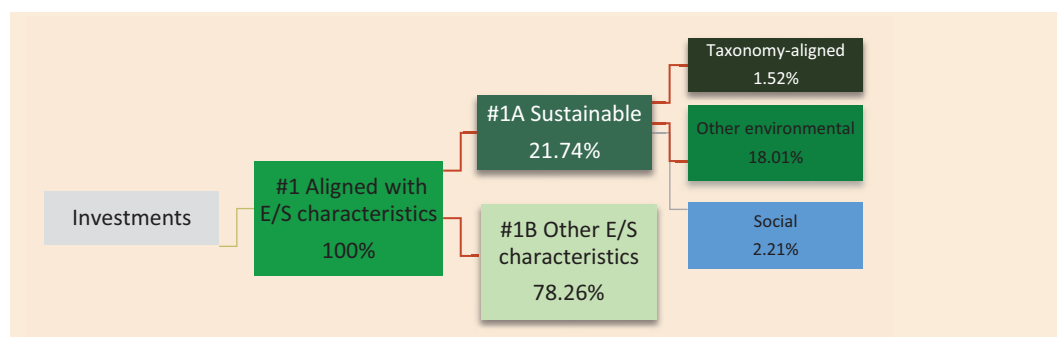 Investments
#1 Aligned with
E/S characteristics
100%
#1A Sustainable
21.74%
#1B Other E/S
characteristics
78.26%
Taxonomy-aligned
1.52%
Other environmental
18.01%
Social
2.21%